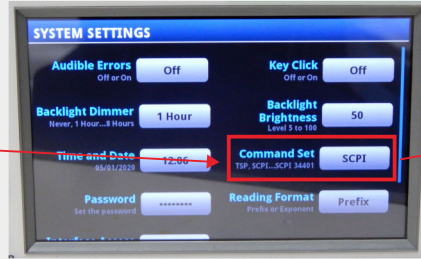 SYSTEM SETTINGS
Audible Errors
Off or On
Off
Key Click
Off or On
Off
Backlight Dimmer
Never, 1 Hour...8 Hours
1 Hour
Backlight
Brightness
Level 5 to 100
50
Time and Date
05/01/2020
12:06
Command Set
TSP, SCPI...SCPI 34401
SCPI
Password
Set the password
--------
Reading Format
Prefix or Exponent
Prefix